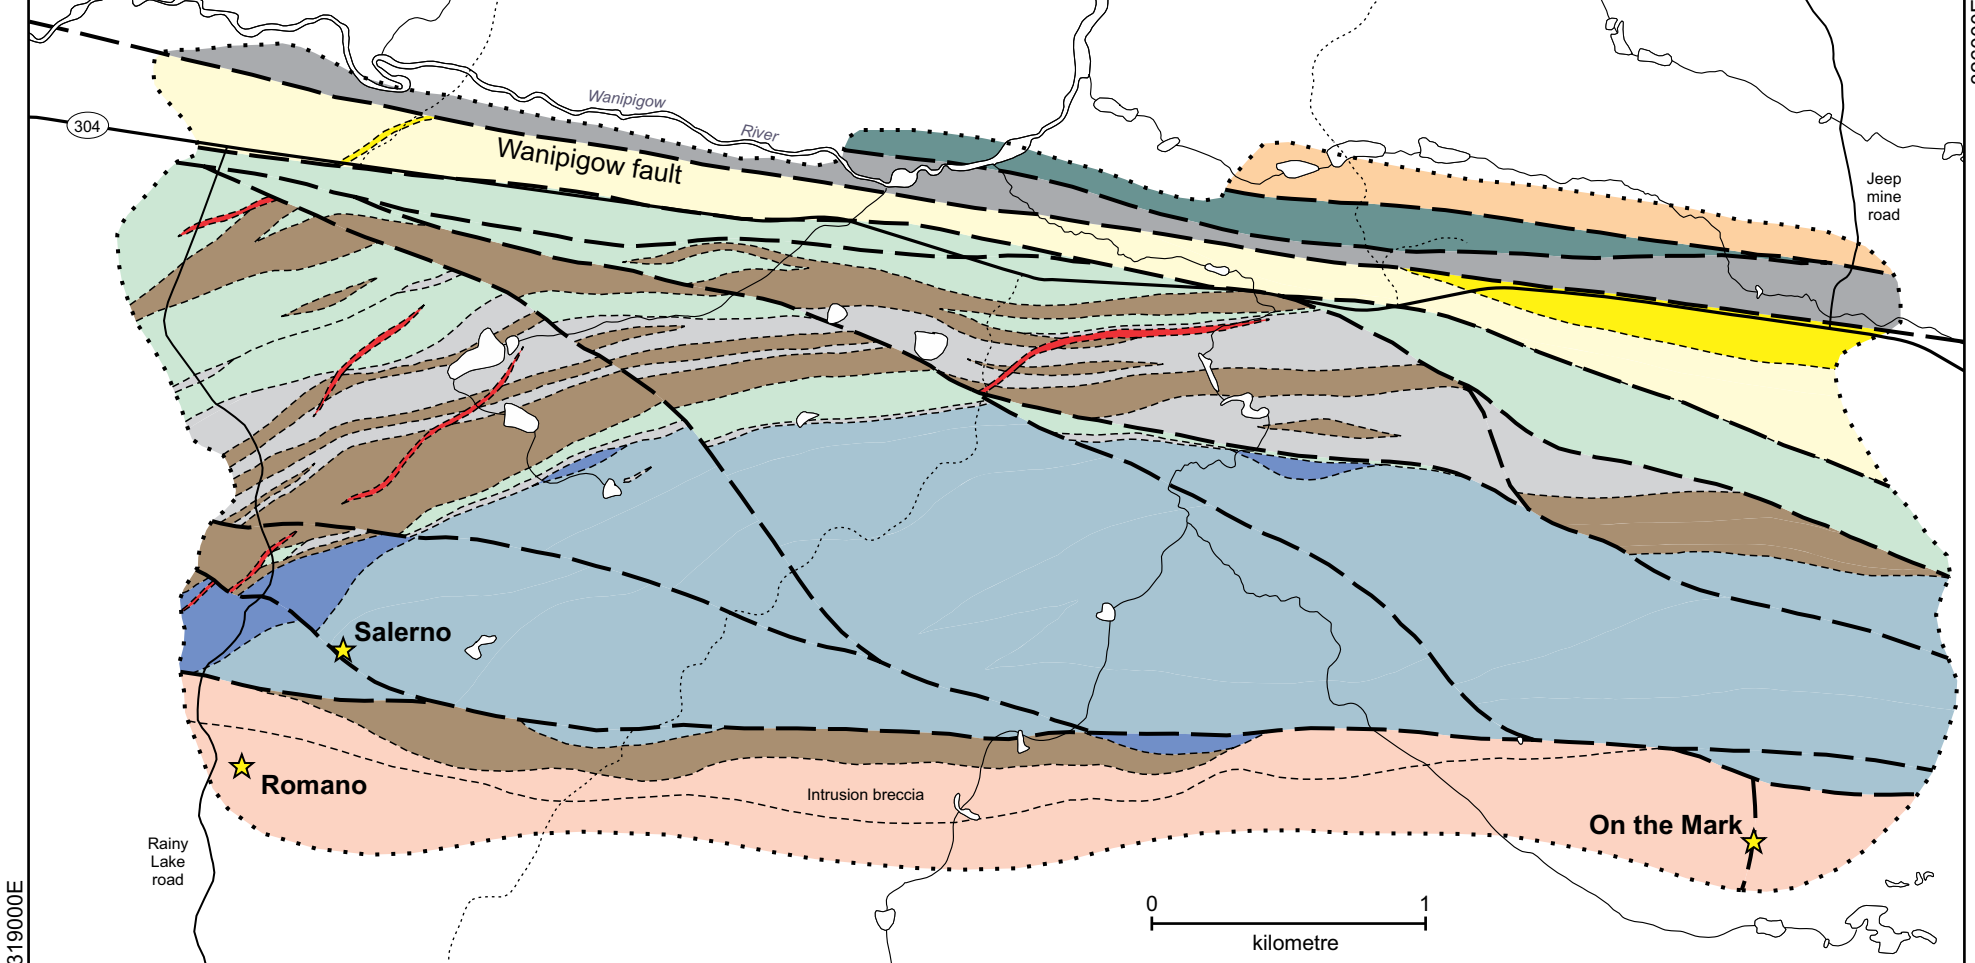 Wanipigow
River
304
Wanipigow fault
Jeep
mine
road
Salerno
Romano
Intrusion breccia
On the Mark
Rainy
Lake
road
0 1
kilometre
319000E